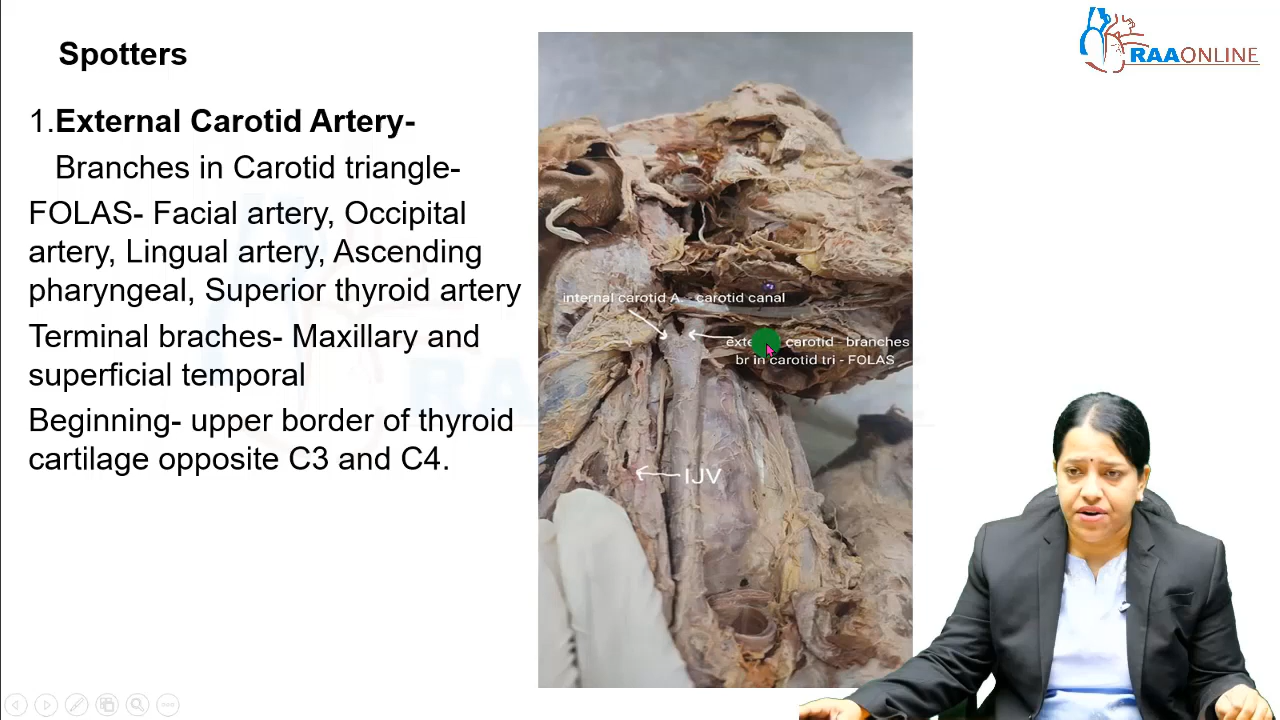 Spotters
RAAONLINE
1.External Carotid Artery-
Branches in Carotid triangle-
FOLAS- Facial artery, Occipital
artery, Lingual artery, Ascending
pharyngeal, Superior thyroid artery
Terminal braches- Maxillary and
superficial temporal
Beginning- upper border of thyroid
cartilage opposite C3 and C4.
internal carotid A. - carotid canal
carotid branches
br in carotid tri - FOLAS
IJV